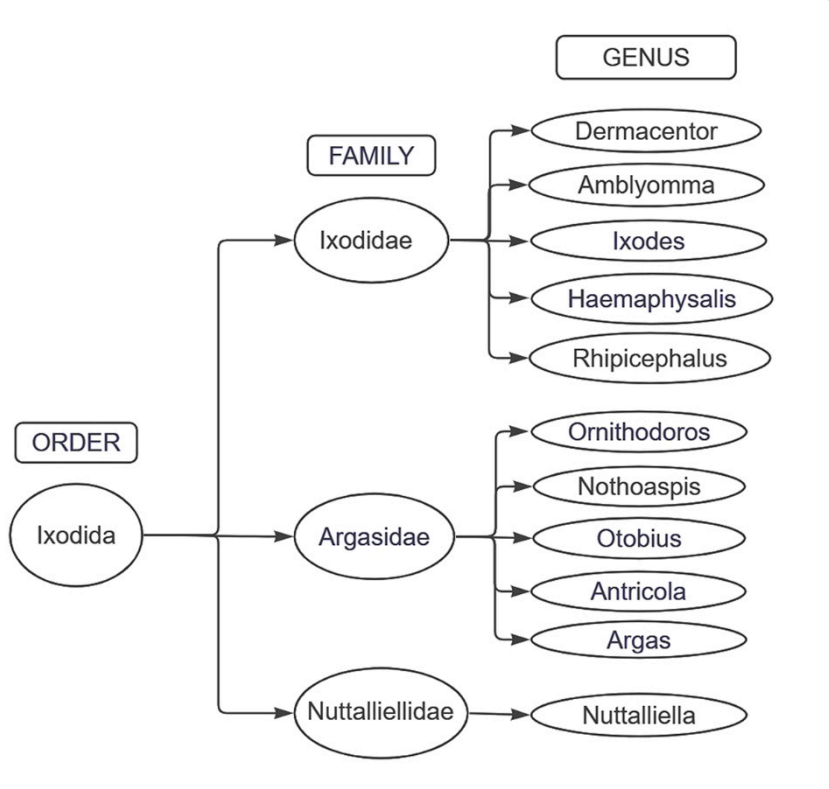 GENUS
Dermacentor
FAMILY
Amblyomma
Ixodidae
Ixodes
Haemaphysalis
Rhipicephalus
ORDER
Ornithodoros
Nothoaspis
Ixodida
Argasidae
Otobius
Antricola
Argas
Nuttalliellidae
Nuttalliella